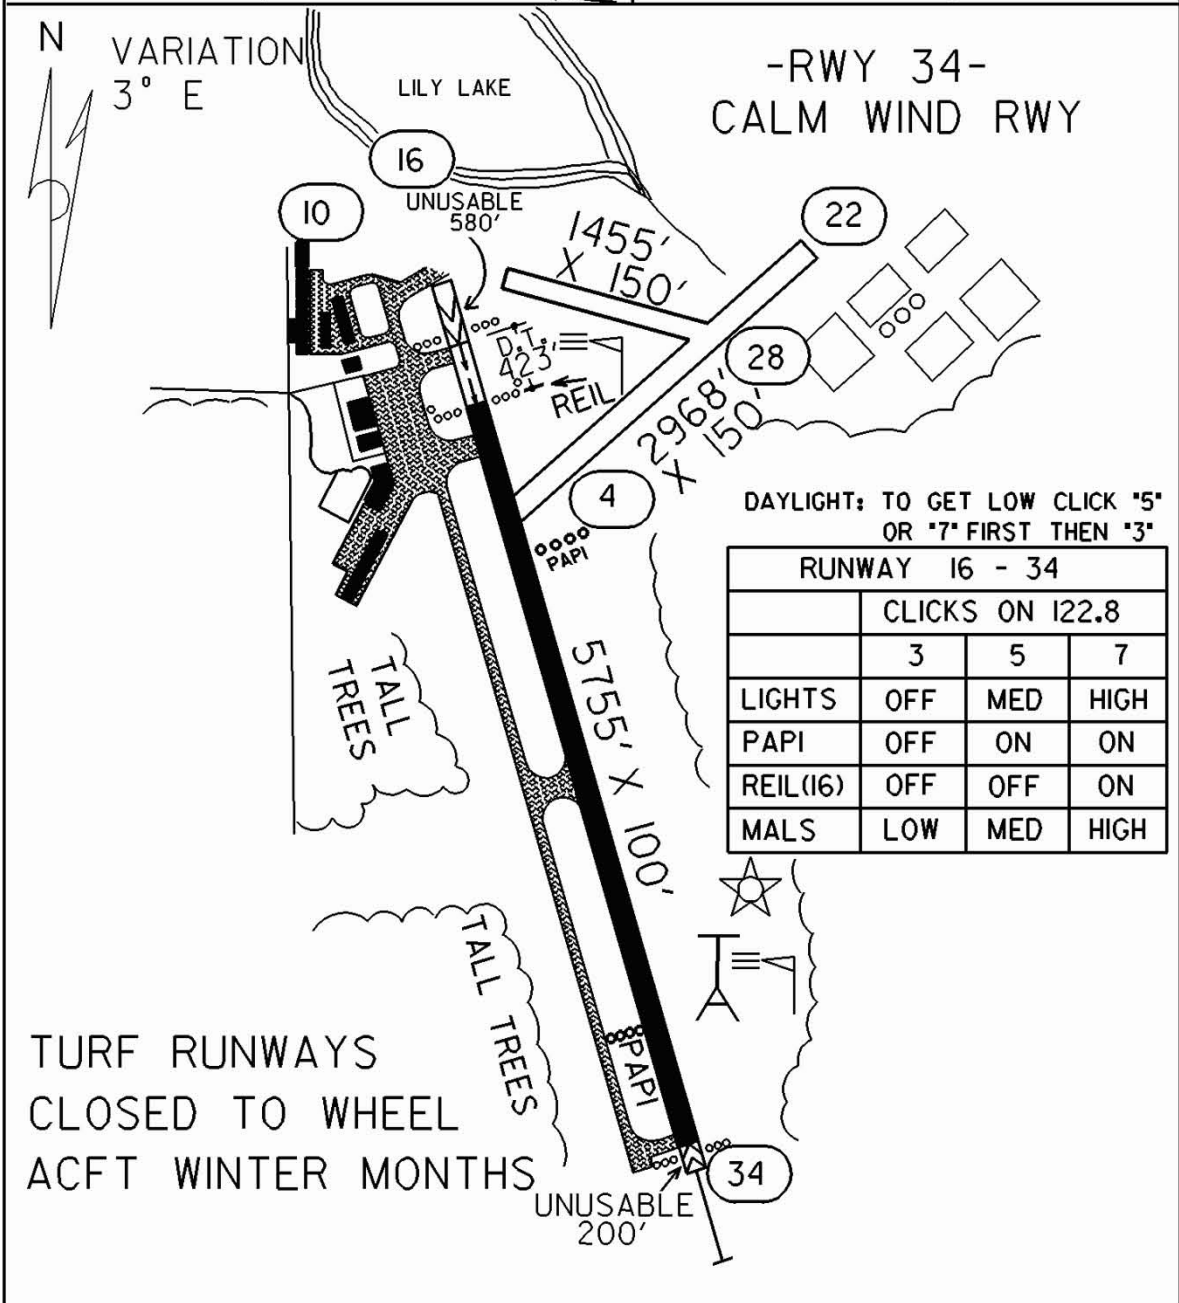 N
VARIATION
3° E
LILY LAKE
-RWY 34-
CALM WIND RWY
16
10
UNUSABLE
580'
22
1455'
X 150'
D.T.
423'
REIL
28
2968'
X 150'
4
PAPI
DAYLIGHT: TO GET LOW CLICK "5"
OR "7" FIRST THEN "3"
RUNWAY 16 - 34
CLICKS ON 122.8
3 5 7
LIGHTS OFF MED HIGH
PAPI OFF ON ON
REIL(16) OFF OFF ON
MALS LOW MED HIGH
TALL
TREES
5755' X 100'
TALL TREES
PAPI
TURF RUNWAYS
CLOSED TO WHEEL
ACFT WINTER MONTHS
34
UNUSABLE
200'